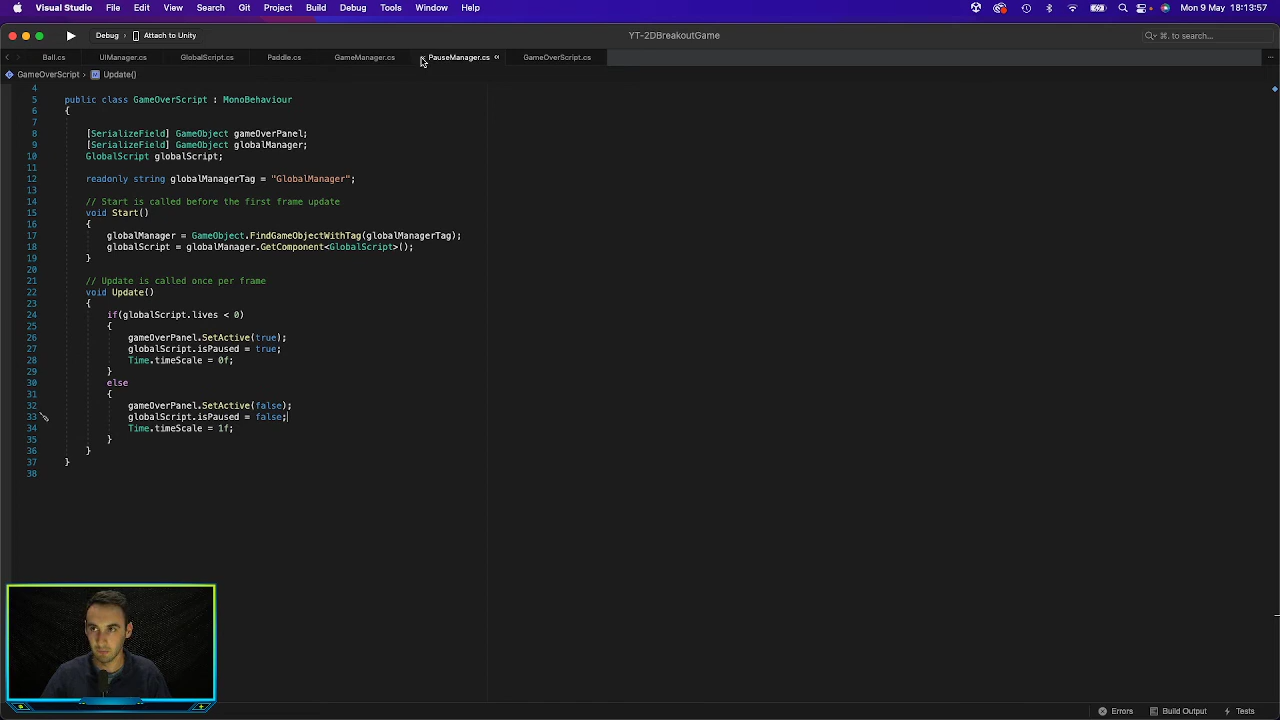 Visual Studio File Edit View Search Git Project Build Debug Tools Window Help Mon 9 May 18:13:57
Debug Attach to Unity YT-2DBreakoutGame to search...
Ball.cs UIManager.cs GlobalScript.cs Paddle.cs GameManager.cs PauseManager.cs GameOverScript.cs
GameOverScript Update()
4
5 public class GameOverScript : MonoBehaviour
6 {
7
8 [SerializeField] GameObject gameOverPanel;
9 [SerializeField] GameObject globalManager;
10 GlobalScript globalScript;
11
12 readonly string globalManagerTag = "GlobalManager";
13
14 // Start is called before the first frame update
15 void Start()
16 {
17 globalManager = GameObject.FindGameObjectWithTag(globalManagerTag);
18 globalScript = globalManager.GetComponent<GlobalScript>();
19 }
20
21 // Update is called once per frame
22 void Update()
23 {
24 if(globalScript.lives < 0)
25 {
26 gameOverPanel.SetActive(true);
27 globalScript.isPaused = true;
28 Time.timeScale = 0f;
29 }
30 else
31 {
32 gameOverPanel.SetActive(false);
33 globalScript.isPaused = false;
34 Time.timeScale = 1f;
35 }
36 }
37 }
38
Errors Build Output Tests